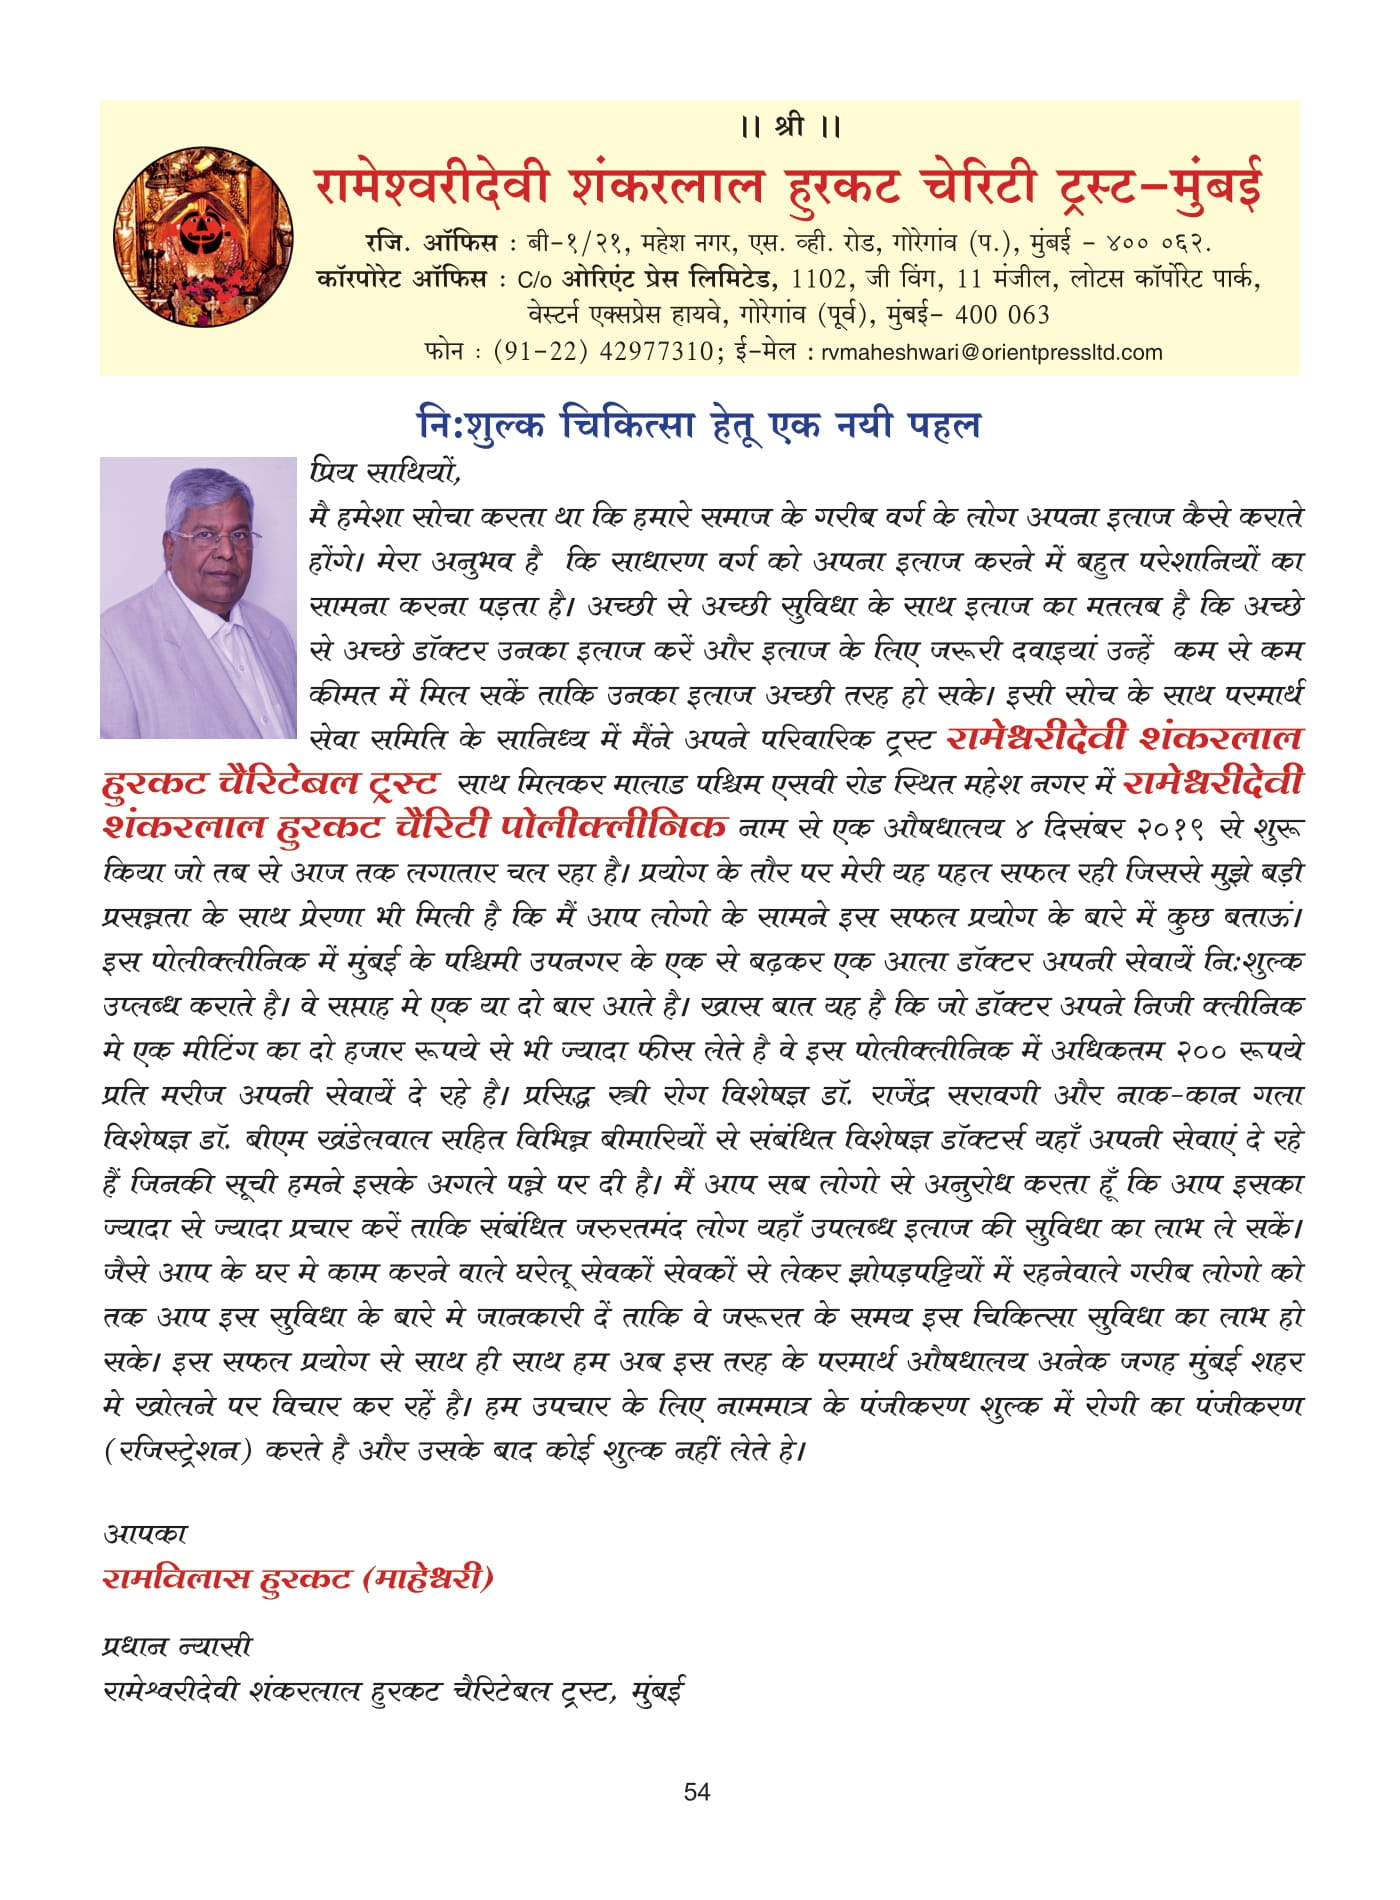 ।। श्री ।।
रामेश्वरीदेवी शंकरलाल हुरकट चेरिटी ट्रस्ट-मुंबई
रजि. ऑफिस : बी-१/२१, महेश नगर, एस. व्ही. रोड, गोरेगांव (प.), मुंबई - ४०० ०६२.
कॉरपोरेट ऑफिस : C/o ओरिएंट प्रेस लिमिटेड, 1102, जी विंग, 11 मंजील, लोटस कॉर्पोरेट पार्क,
वेस्टर्न एक्सप्रेस हायवे, गोरेगांव (पूर्व), मुंबई- 400 063
फोन : (91-22) 42977310; ई-मेल : rvmaheshwari@orientpressltd.com
नि:शुल्क चिकित्सा हेतू एक नयी पहल
प्रिय साथियों,
मै हमेशा सोचा करता था कि हमारे समाज के गरीब वर्ग के लोग अपना इलाज कैसे कराते
होंगे। मेरा अनुभव है कि साधारण वर्ग को अपना इलाज करने में बहुत परेशानियों का
सामना करना पड़ता है। अच्छी से अच्छी सुविधा के साथ इलाज का मतलब है कि अच्छे
से अच्छे डॉक्टर उनका इलाज करें और इलाज के लिए जरूरी दवाइयां उन्हें कम से कम
कीमत में मिल सकें ताकि उनका इलाज अच्छी तरह हो सके। इसी सोच के साथ परमार्थ
सेवा समिति के सानिध्य में मैंने अपने परिवारिक ट्रस्ट रामेश्वरीदेवी शंकरलाल
हुरकट चैरिटेबल ट्रस्ट साथ मिलकर मालाड पश्चिम एसवी रोड स्थित महेश नगर में रामेश्वरीदेवी
शंकरलाल हुरकट चैरिटी पोलीक्लीनिक नाम से एक औषधालय ४ दिसंबर २०१९ से शुरू
किया जो तब से आज तक लगातार चल रहा है। प्रयोग के तौर पर मेरी यह पहल सफल रही जिससे मुझे बड़ी
प्रसन्नता के साथ प्रेरणा भी मिली है कि मैं आप लोगो के सामने इस सफल प्रयोग के बारे में कुछ बताऊं।
इस पोलीक्लीनिक में मुंबई के पश्चिमी उपनगर के एक से बढ़कर एक आला डॉक्टर अपनी सेवायें नि:शुल्क
उप्लब्ध कराते है। वे सप्ताह मे एक या दो बार आते है। खास बात यह है कि जो डॉक्टर अपने निजी क्लीनिक
मे एक मीटिंग का दो हजार रूपये से भी ज्यादा फीस लेते है वे इस पोलीक्लीनिक में अधिकतम २०० रूपये
प्रति मरीज अपनी सेवायें दे रहे है। प्रसिद्ध स्त्री रोग विशेषज्ञ डॉ. राजेंद्र सरावगी और नाक-कान गला
विशेषज्ञ डॉ. बीएम खंडेलवाल सहित विभिन्न बीमारियों से संबंधित विशेषज्ञ डॉक्टर्स यहाँ अपनी सेवाएं दे रहे
हैं जिनकी सूची हमने इसके अगले पन्ने पर दी है। मैं आप सब लोगो से अनुरोध करता हूँ कि आप इसका
ज्यादा से ज्यादा प्रचार करें ताकि संबंधित जरुरतमंद लोग यहाँ उपलब्ध इलाज की सुविधा का लाभ ले सकें।
जैसे आप के घर मे काम करने वाले घरेलू सेवकों सेवकों से लेकर झोपड़पट्टियों में रहनेवाले गरीब लोगो को
तक आप इस सुविधा के बारे मे जानकारी दें ताकि वे जरूरत के समय इस चिकित्सा सुविधा का लाभ हो
सके। इस सफल प्रयोग से साथ ही साथ हम अब इस तरह के परमार्थ औषधालय अनेक जगह मुंबई शहर
मे खोलने पर विचार कर रहें है। हम उपचार के लिए नाममात्र के पंजीकरण शुल्क में रोगी का पंजीकरण
(रजिस्ट्रेशन) करते है और उसके बाद कोई शुल्क नहीं लेते हे।
आपका
रामविलास हुरकट (माहेश्वरी)
प्रधान न्यासी
रामेश्वरीदेवी शंकरलाल हुरकट चैरिटेबल ट्रस्ट, मुंबई
54